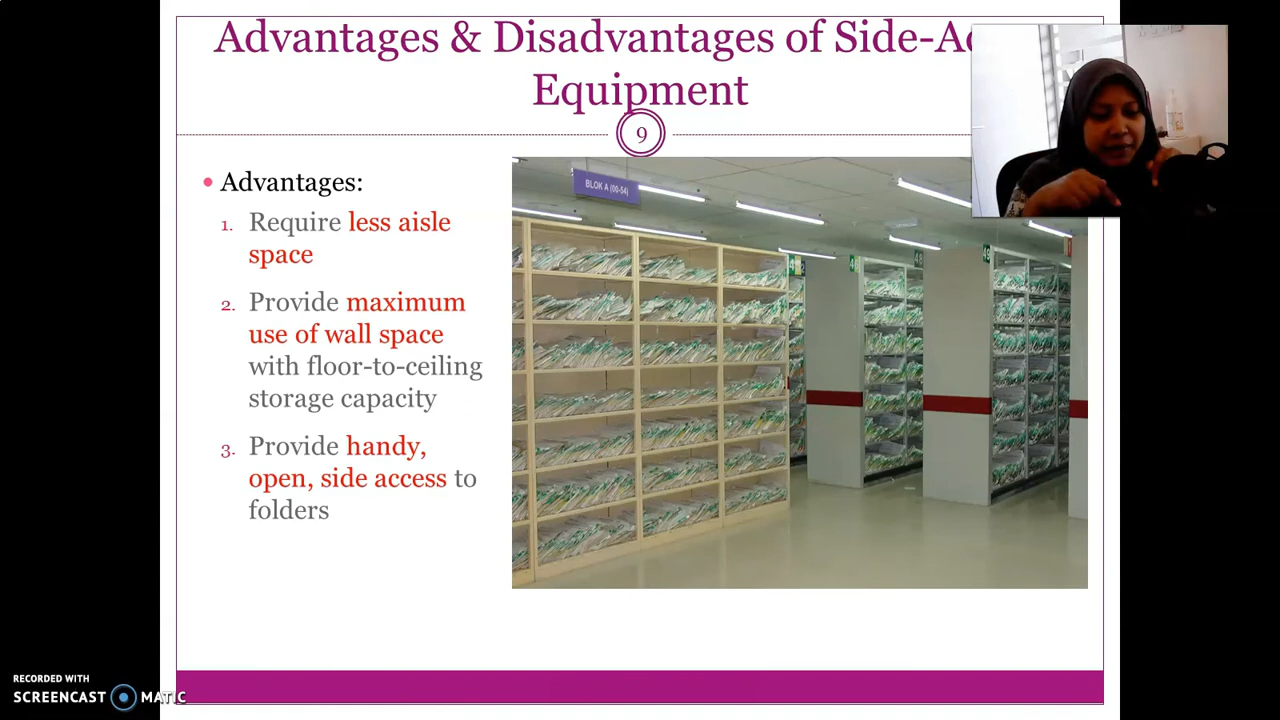 Advantages & Disadvantages of Side-Ac
Equipment
9
• Advantages:
1. Require less aisle
space
2. Provide maximum
use of wall space
with floor-to-ceiling
storage capacity
3. Provide handy,
open, side access to
folders
BLOK A (00-54)
RECORDED WITH
SCREENCAST MATIC